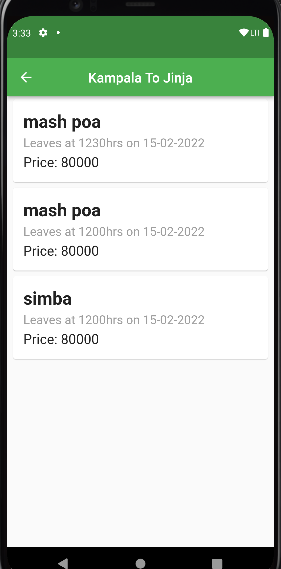 3:33 LTE
Kampala To Jinja
mash poa
Leaves at 1230hrs on 15-02-2022
Price: 80000
mash poa
Leaves at 1200hrs on 15-02-2022
Price: 80000
simba
Leaves at 1200hrs on 15-02-2022
Price: 80000